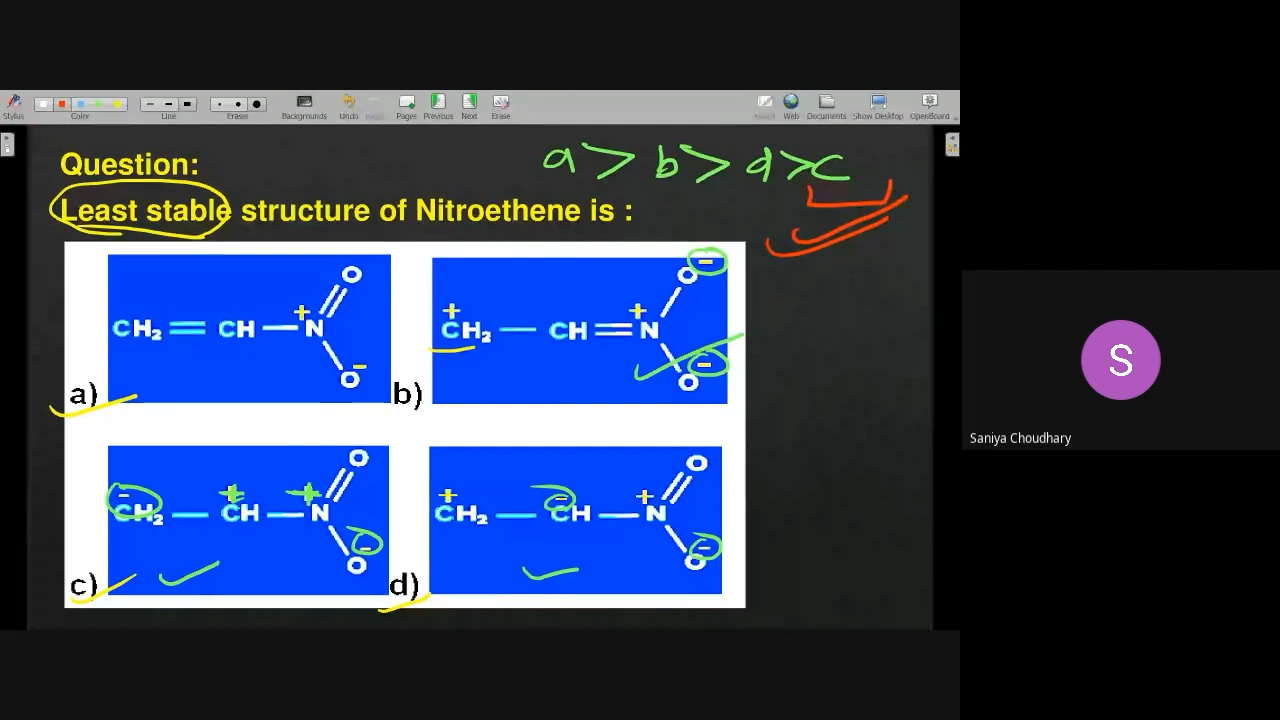 Stylus Color Line Erases Backgrounds Undo Pages Previous Next Erase Web Documents Show Desktop OpenBoard
Question: a > b > d > c
Least stable structure of Nitroethene is :
a) CH₂ = CH — N⁺ O O⁻
b) C⁺H₂ — CH = N⁺ O⁻ O⁻
c) C⁻H₂ — C⁺H — N⁺ O O⁻
d) C⁺H₂ — C⁻H — N⁺ O O⁻
S
Saniya Choudhary